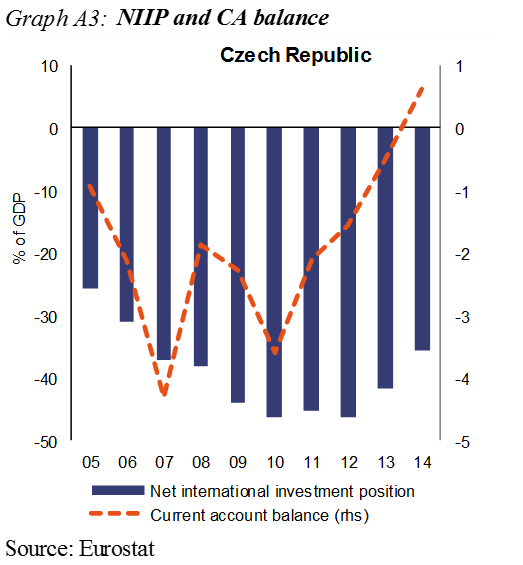 Graph A3: NIIP and CA balance
Czech Republic
% of GDP
10
0
-10
-20
-30
-40
-50
1
0
-1
-2
-3
-4
-5
05 06 07 08 09 10 11 12 13 14
Net international investment position
Current account balance (rhs)
Source: Eurostat